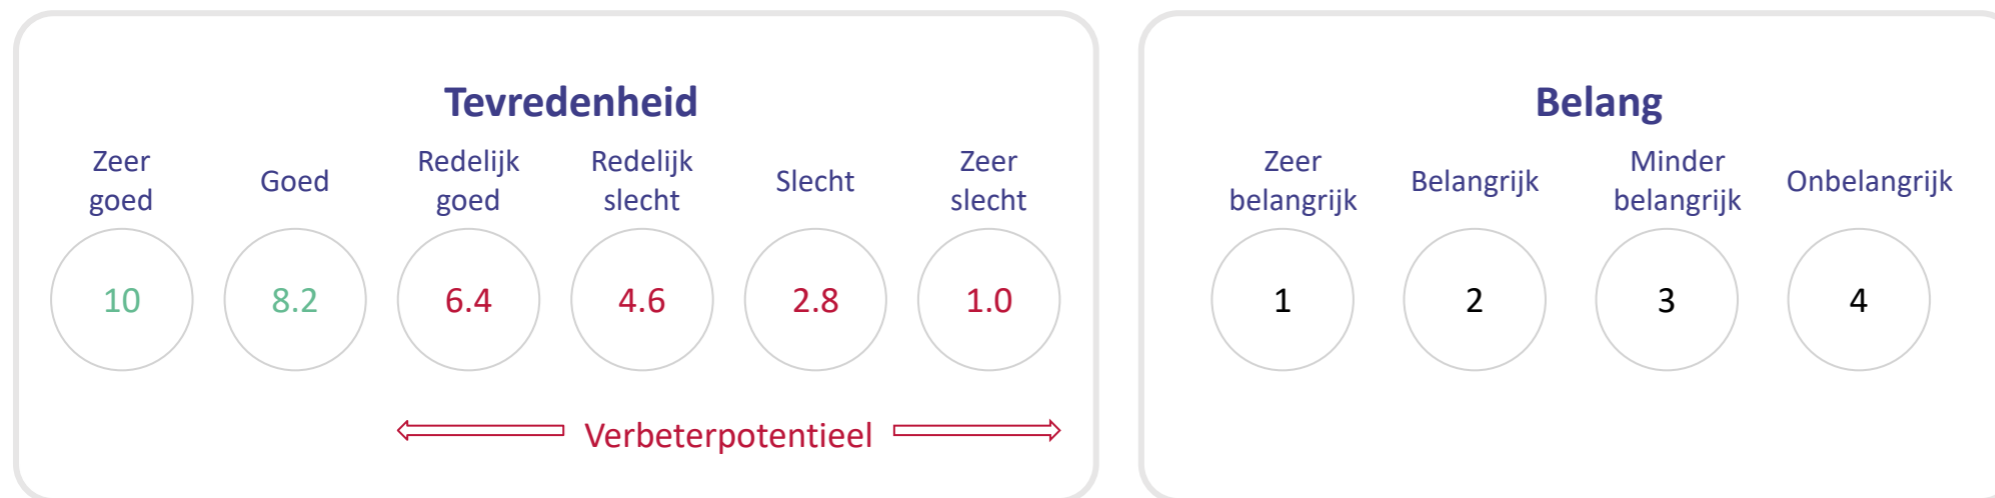 Tevredenheid
Zeer
goed
Goed
Redelijk
goed
Redelijk
slecht
Slecht
Zeer
slecht
10
8.2
6.4
4.6
2.8
1.0
Verbeterpotentieel
Belang
Zeer
belangrijk
Belangrijk
Minder
belangrijk
Onbelangrijk
1
2
3
4